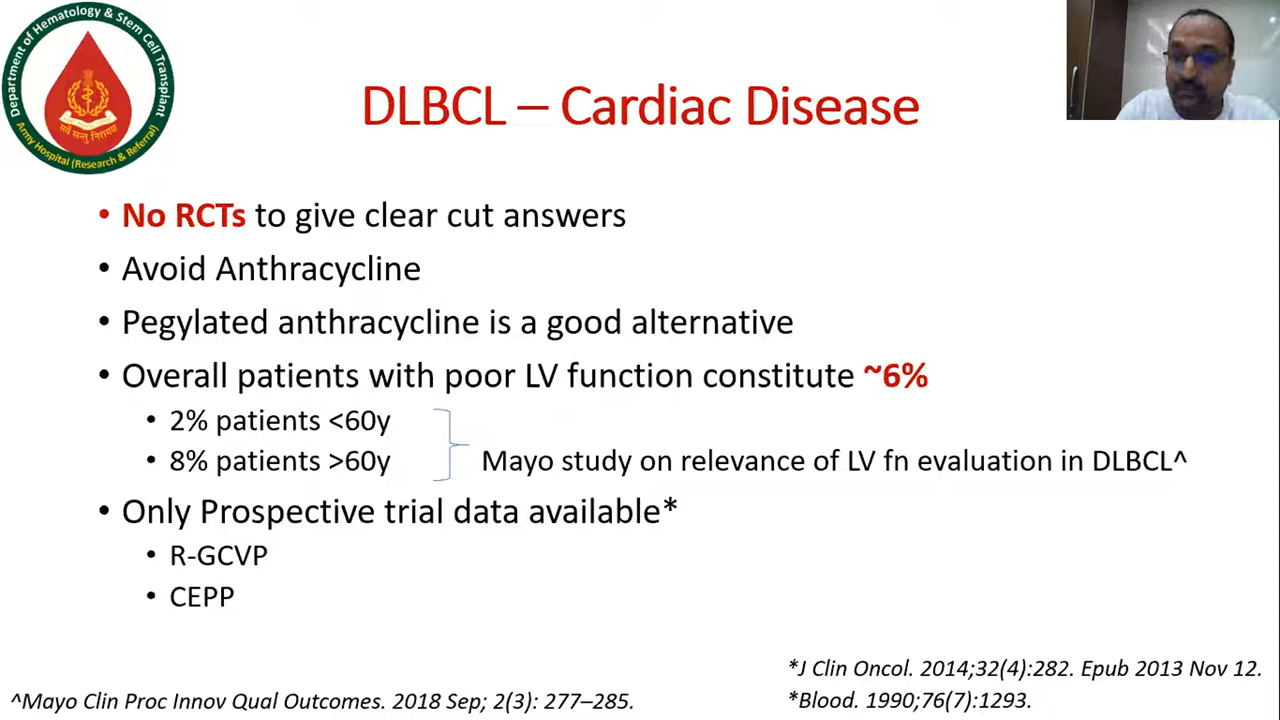 Department of Hematology & Stem Cell Transplant
सर्वे सन्तु निरामया
Army Hospital (Research & Referral)
DLBCL – Cardiac Disease
• No RCTs to give clear cut answers
• Avoid Anthracycline
• Pegylated anthracycline is a good alternative
• Overall patients with poor LV function constitute ~6%
• 2% patients <60y
• 8% patients >60y
Mayo study on relevance of LV fn evaluation in DLBCL^
• Only Prospective trial data available*
• R-GCVP
• CEPP
*J Clin Oncol. 2014;32(4):282. Epub 2013 Nov 12.
^Mayo Clin Proc Innov Qual Outcomes. 2018 Sep; 2(3): 277–285.
*Blood. 1990;76(7):1293.